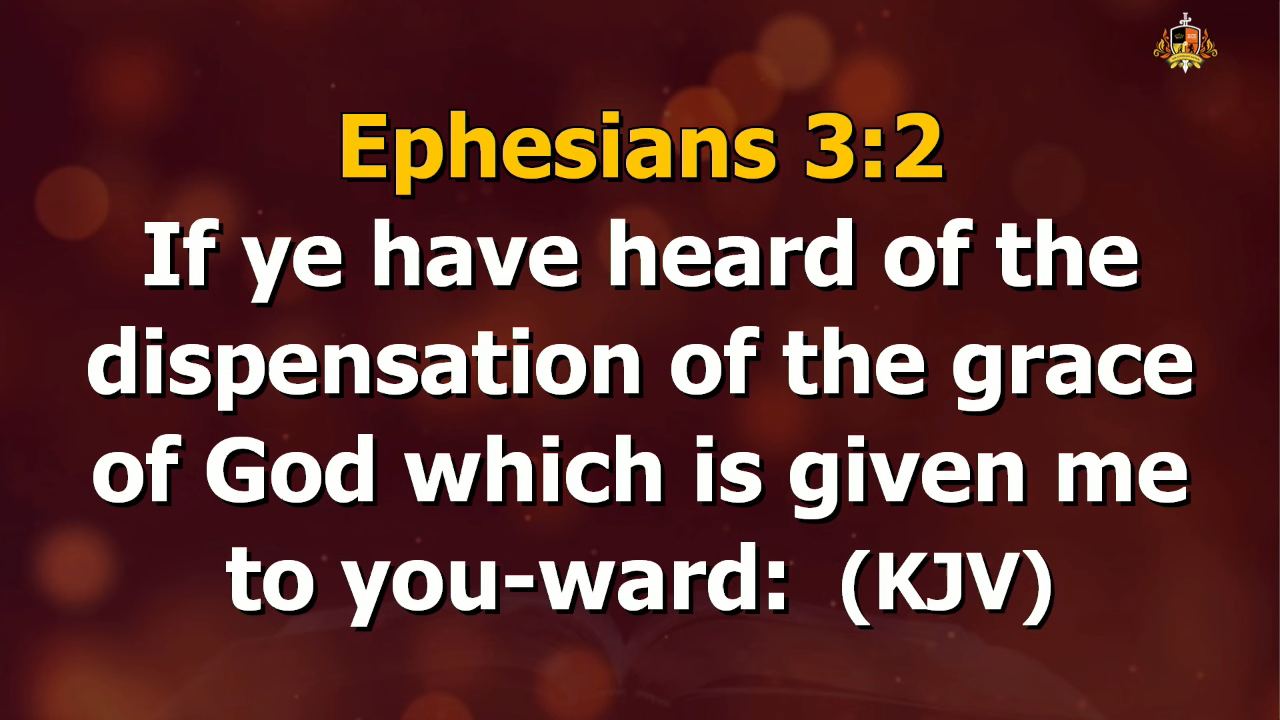 Ephesians 3:2
If ye have heard of the
dispensation of the grace
of God which is given me
to you-ward:  (KJV)